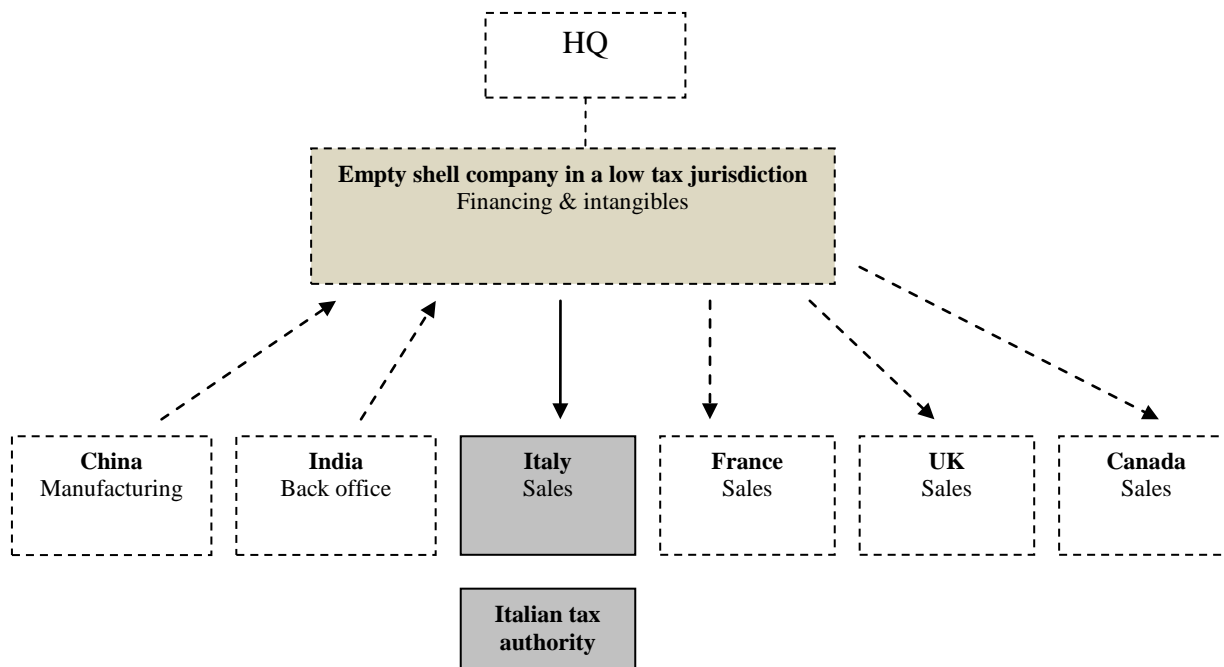 HQ
Empty shell company in a low tax jurisdiction
Financing & intangibles
China
Manufacturing
India
Back office
Italy
Sales
France
Sales
UK
Sales
Canada
Sales
Italian tax
authority